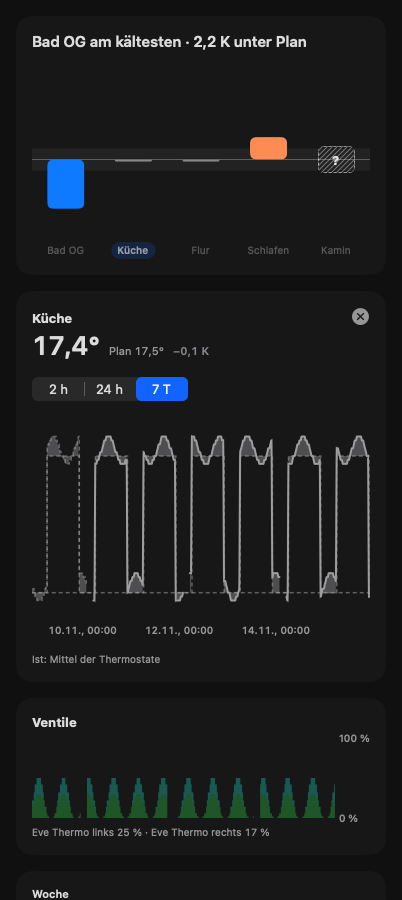 Bad OG am kältesten · 2,2 K unter Plan
?
Bad OG Küche Flur Schlafen Kamin
Küche
17,4° Plan 17,5° −0,1 K
2 h 24 h 7 T
10.11., 00:00 12.11., 00:00 14.11., 00:00
Ist: Mittel der Thermostate
Ventile
100 %
0 %
Eve Thermo links 25 % · Eve Thermo rechts 17 %
Woche